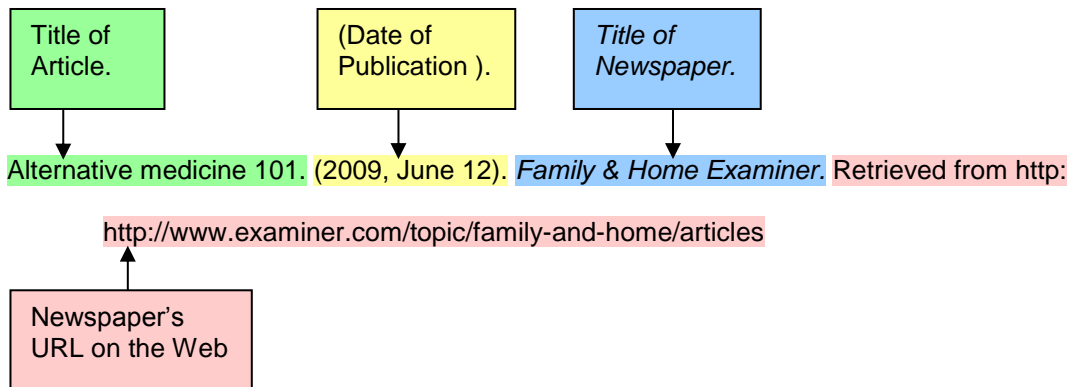 Title of
Article.
(Date of
Publication ).
Title of
Newspaper.
Alternative medicine 101. (2009, June 12). Family & Home Examiner. Retrieved from http:
http://www.examiner.com/topic/family-and-home/articles
Newspaper’s
URL on the Web